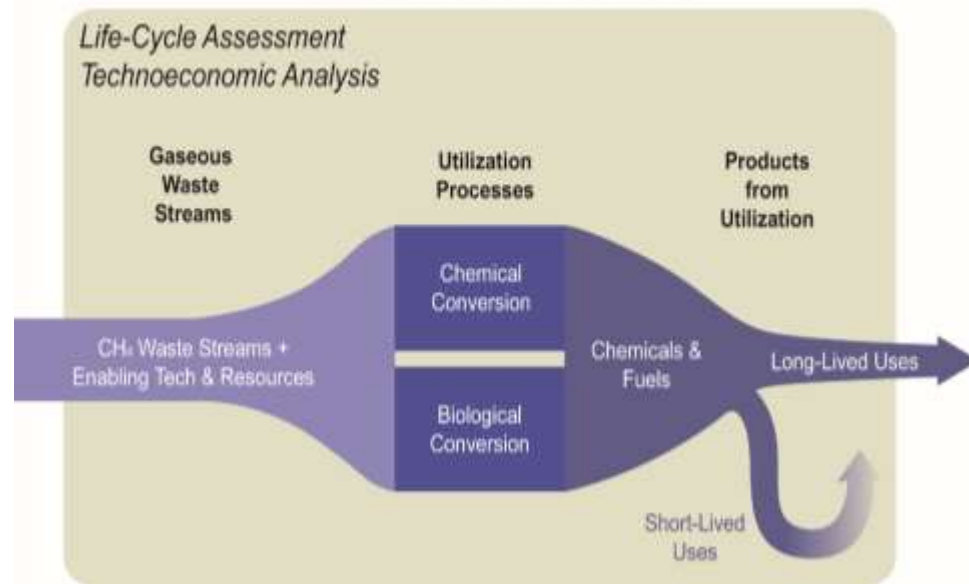 Life-Cycle Assessment
Technoeconomic Analysis
Gaseous
Waste
Streams
Utilization
Processes
Products
from
Utilization
CH₄ Waste Streams +
Enabling Tech & Resources
Chemical
Conversion
Biological
Conversion
Chemicals &
Fuels
Long-Lived Uses
Short-Lived
Uses